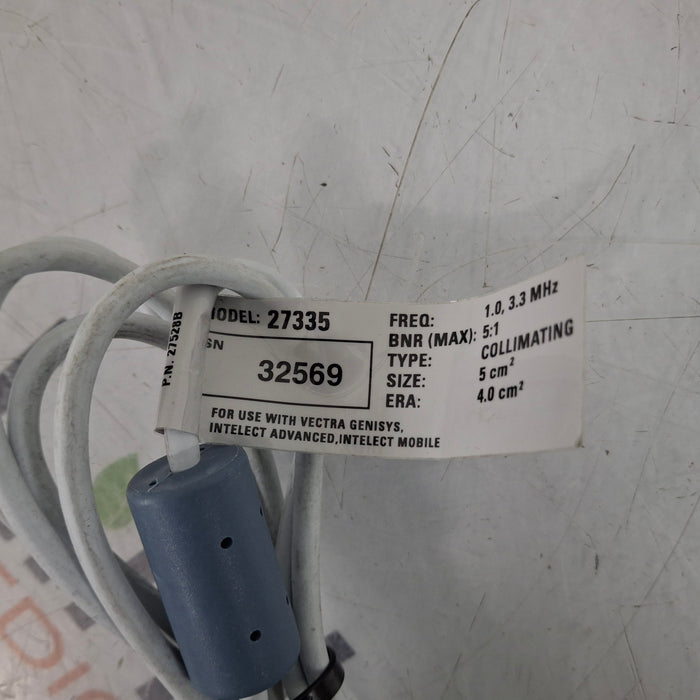 MODEL: 27335
SN
32569
FOR USE WITH VECTRA GENISYS,
INTELECT ADVANCED,INTELECT MOBILE
FREQ: 1.0, 3.3 MHz
BNR (MAX): 5:1
TYPE: COLLIMATING
SIZE: 5 cm²
ERA: 4.0 cm²
P.N. 27528B